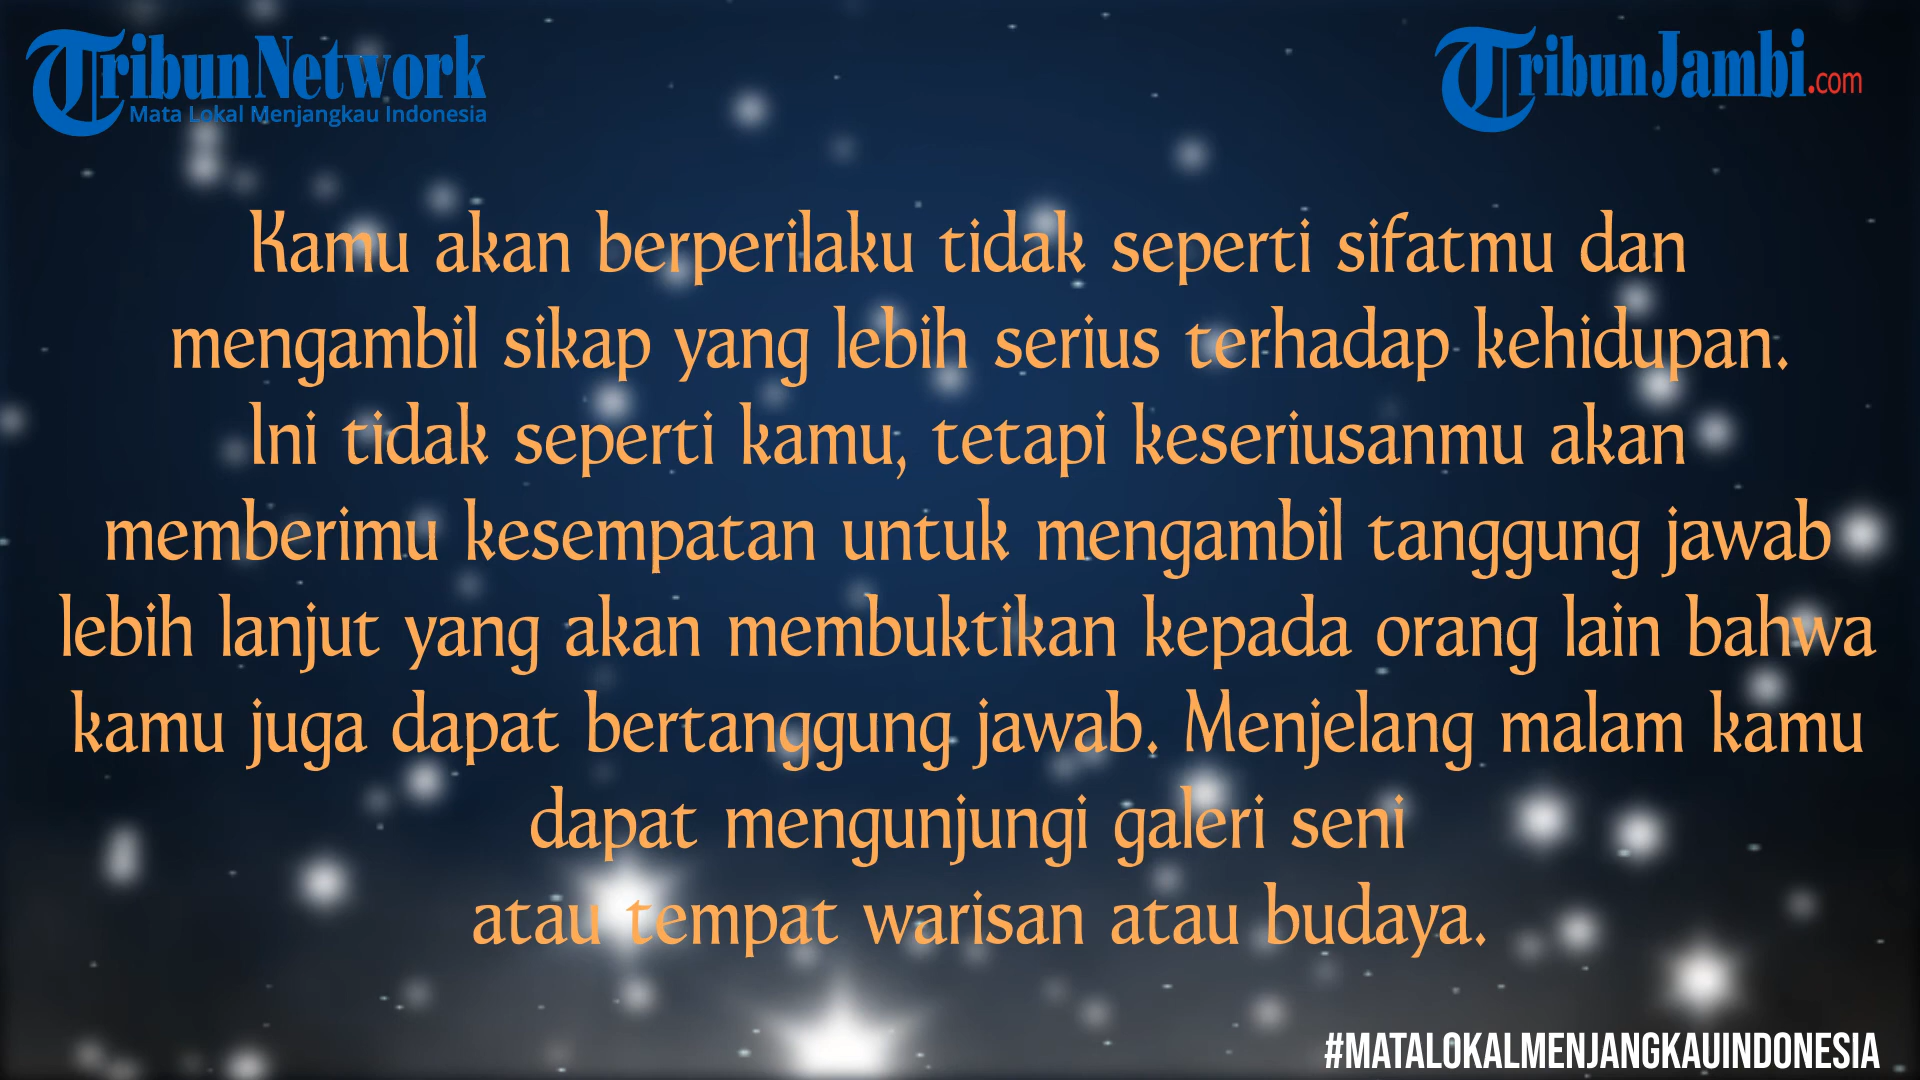 TribunNetwork
Mata Lokal Menjangkau Indonesia
TribunJambi.com
Kamu akan berperilaku tidak seperti sifatmu dan
mengambil sikap yang lebih serius terhadap kehidupan.
Ini tidak seperti kamu, tetapi keseriusanmu akan
memberimu kesempatan untuk mengambil tanggung jawab
lebih lanjut yang akan membuktikan kepada orang lain bahwa
kamu juga dapat bertanggung jawab. Menjelang malam kamu
dapat mengunjungi galeri seni
atau tempat warisan atau budaya.
#MATALOKALMENJANGKAUINDONESIA